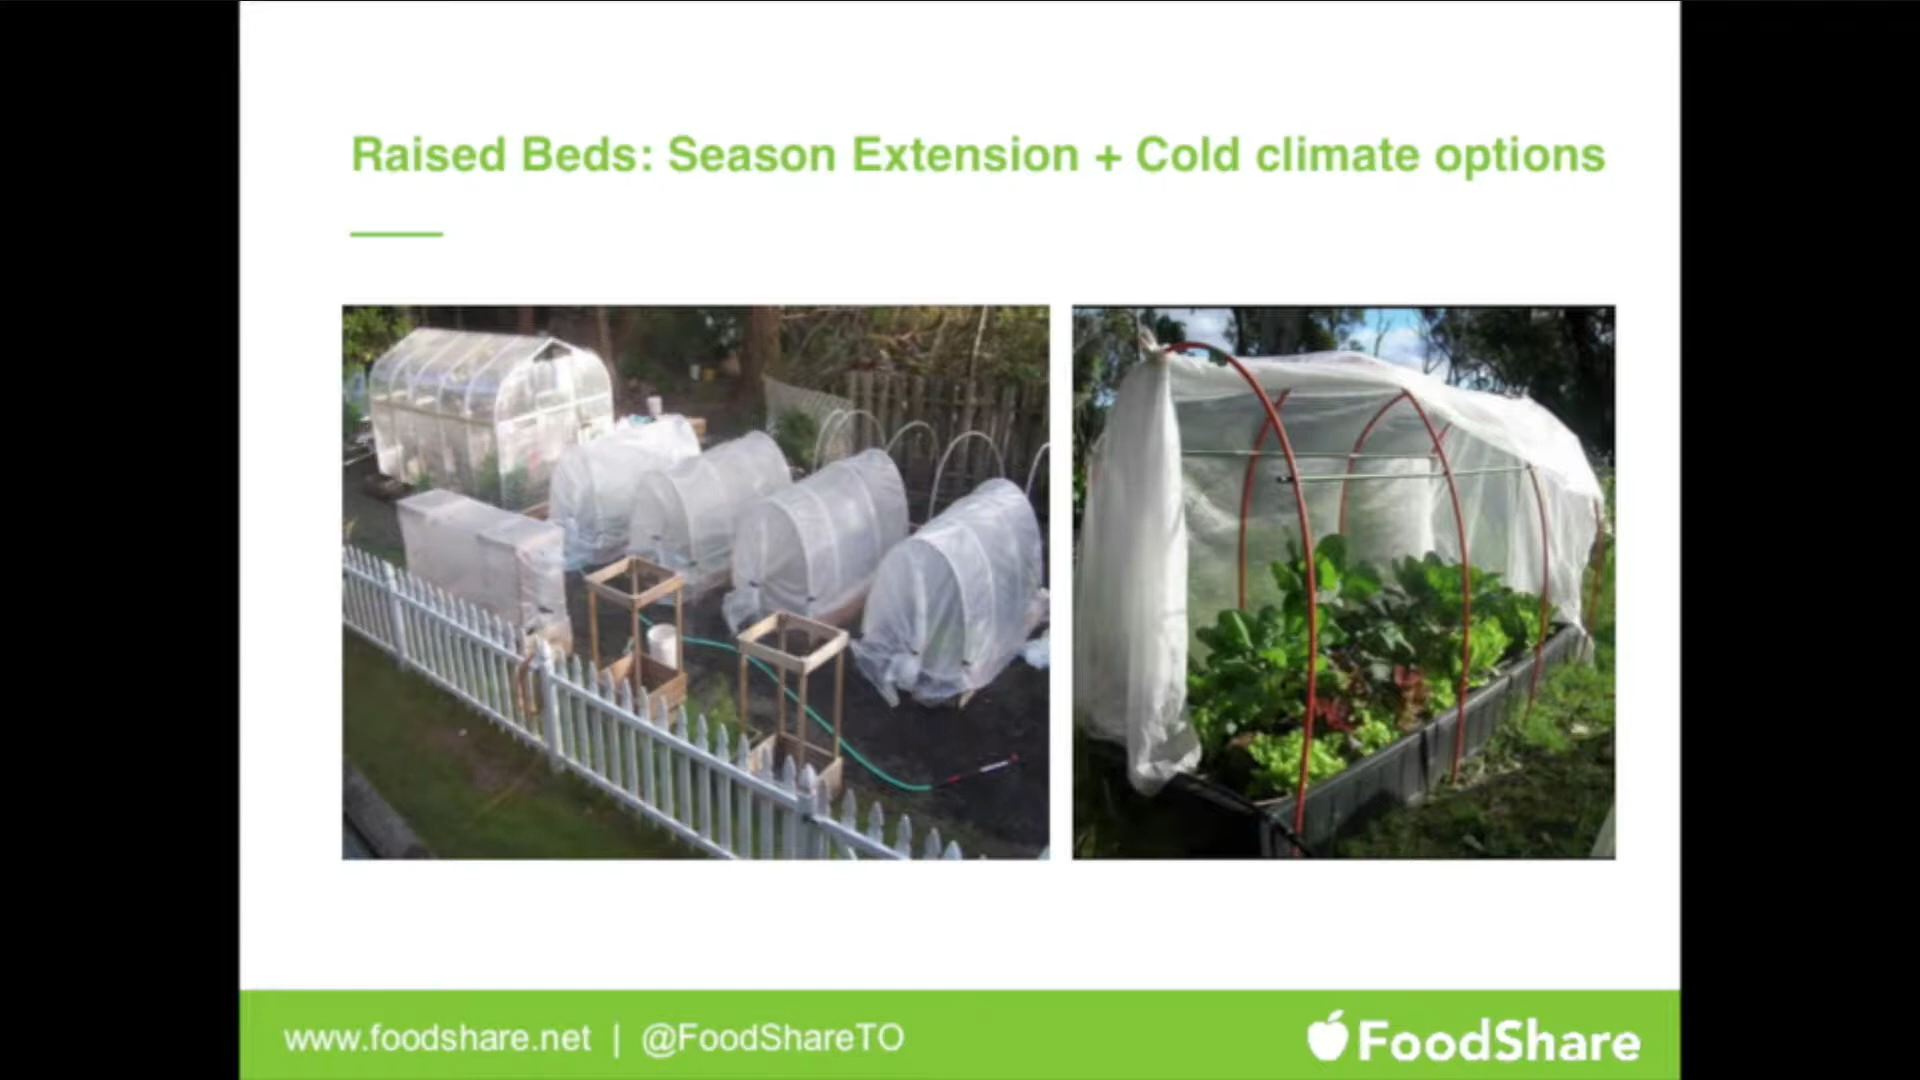 Raised Beds: Season Extension + Cold climate options
www.foodshare.net | @FoodShareTO
FoodShare